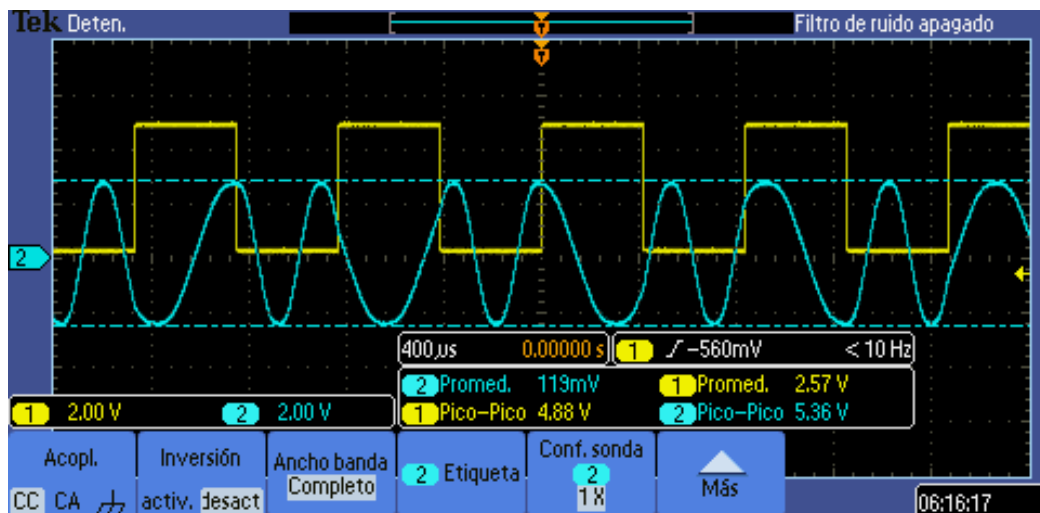 Tek Deten. Filtro de ruido apagado
T
T
2
400µs 0.00000 s 1 -560mV < 10 Hz
2 Promed. 119mV 1 Promed. 2.57 V
1 2.00 V 2 2.00 V 1 Pico-Pico 4.88 V 2 Pico-Pico 5.36 V
Acopl. Inversión Ancho banda 2 Etiqueta Conf. sonda Más
Completo 2
CC CA activ. desact 1 X
06:16:17